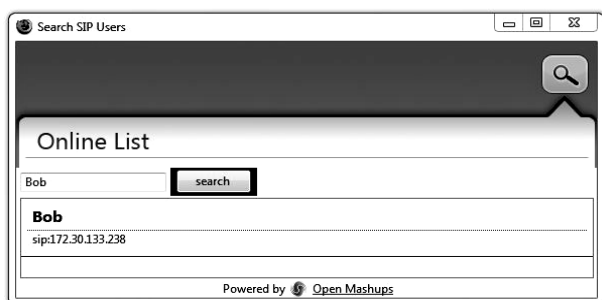 Search SIP Users
Online List
Bob search
Bob
sip:172.30.133.238
Powered by Open Mashups